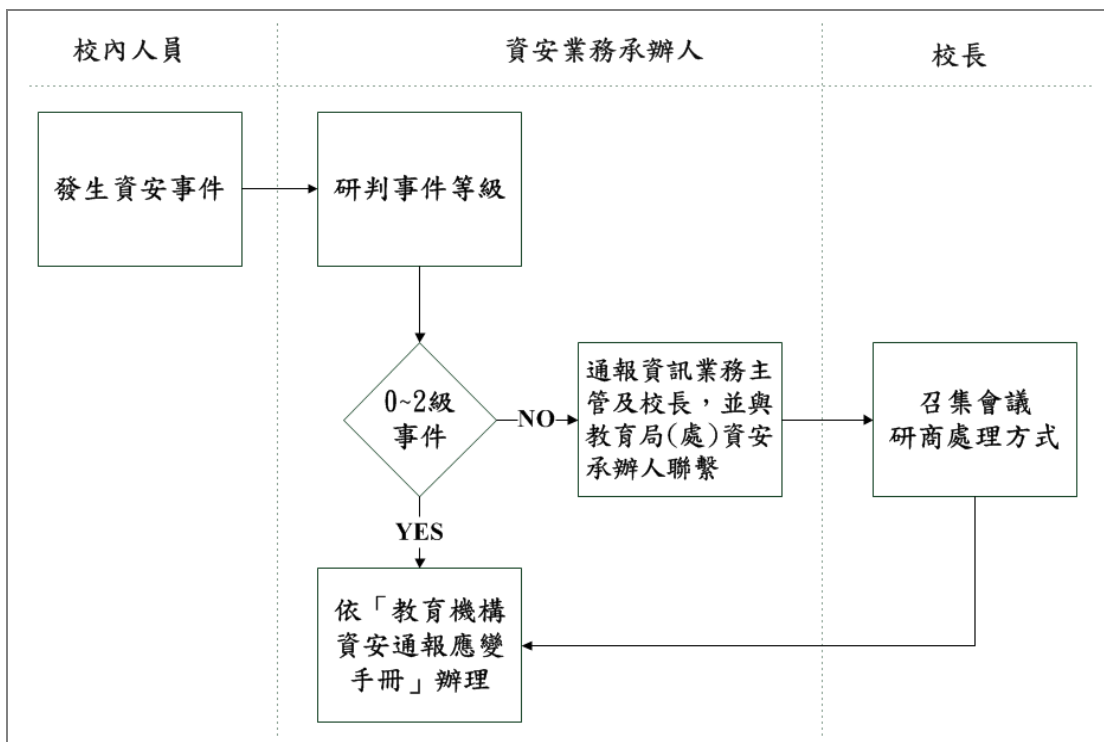 校內人員
資安業務承辦人
校長
發生資安事件
研判事件等級
0~2級
事件
NO
通報資訊業務主
管及校長，並與
教育局(處)資安
承辦人聯繫
召集會議
研商處理方式
YES
依「教育機構
資安通報應變
手冊」辦理